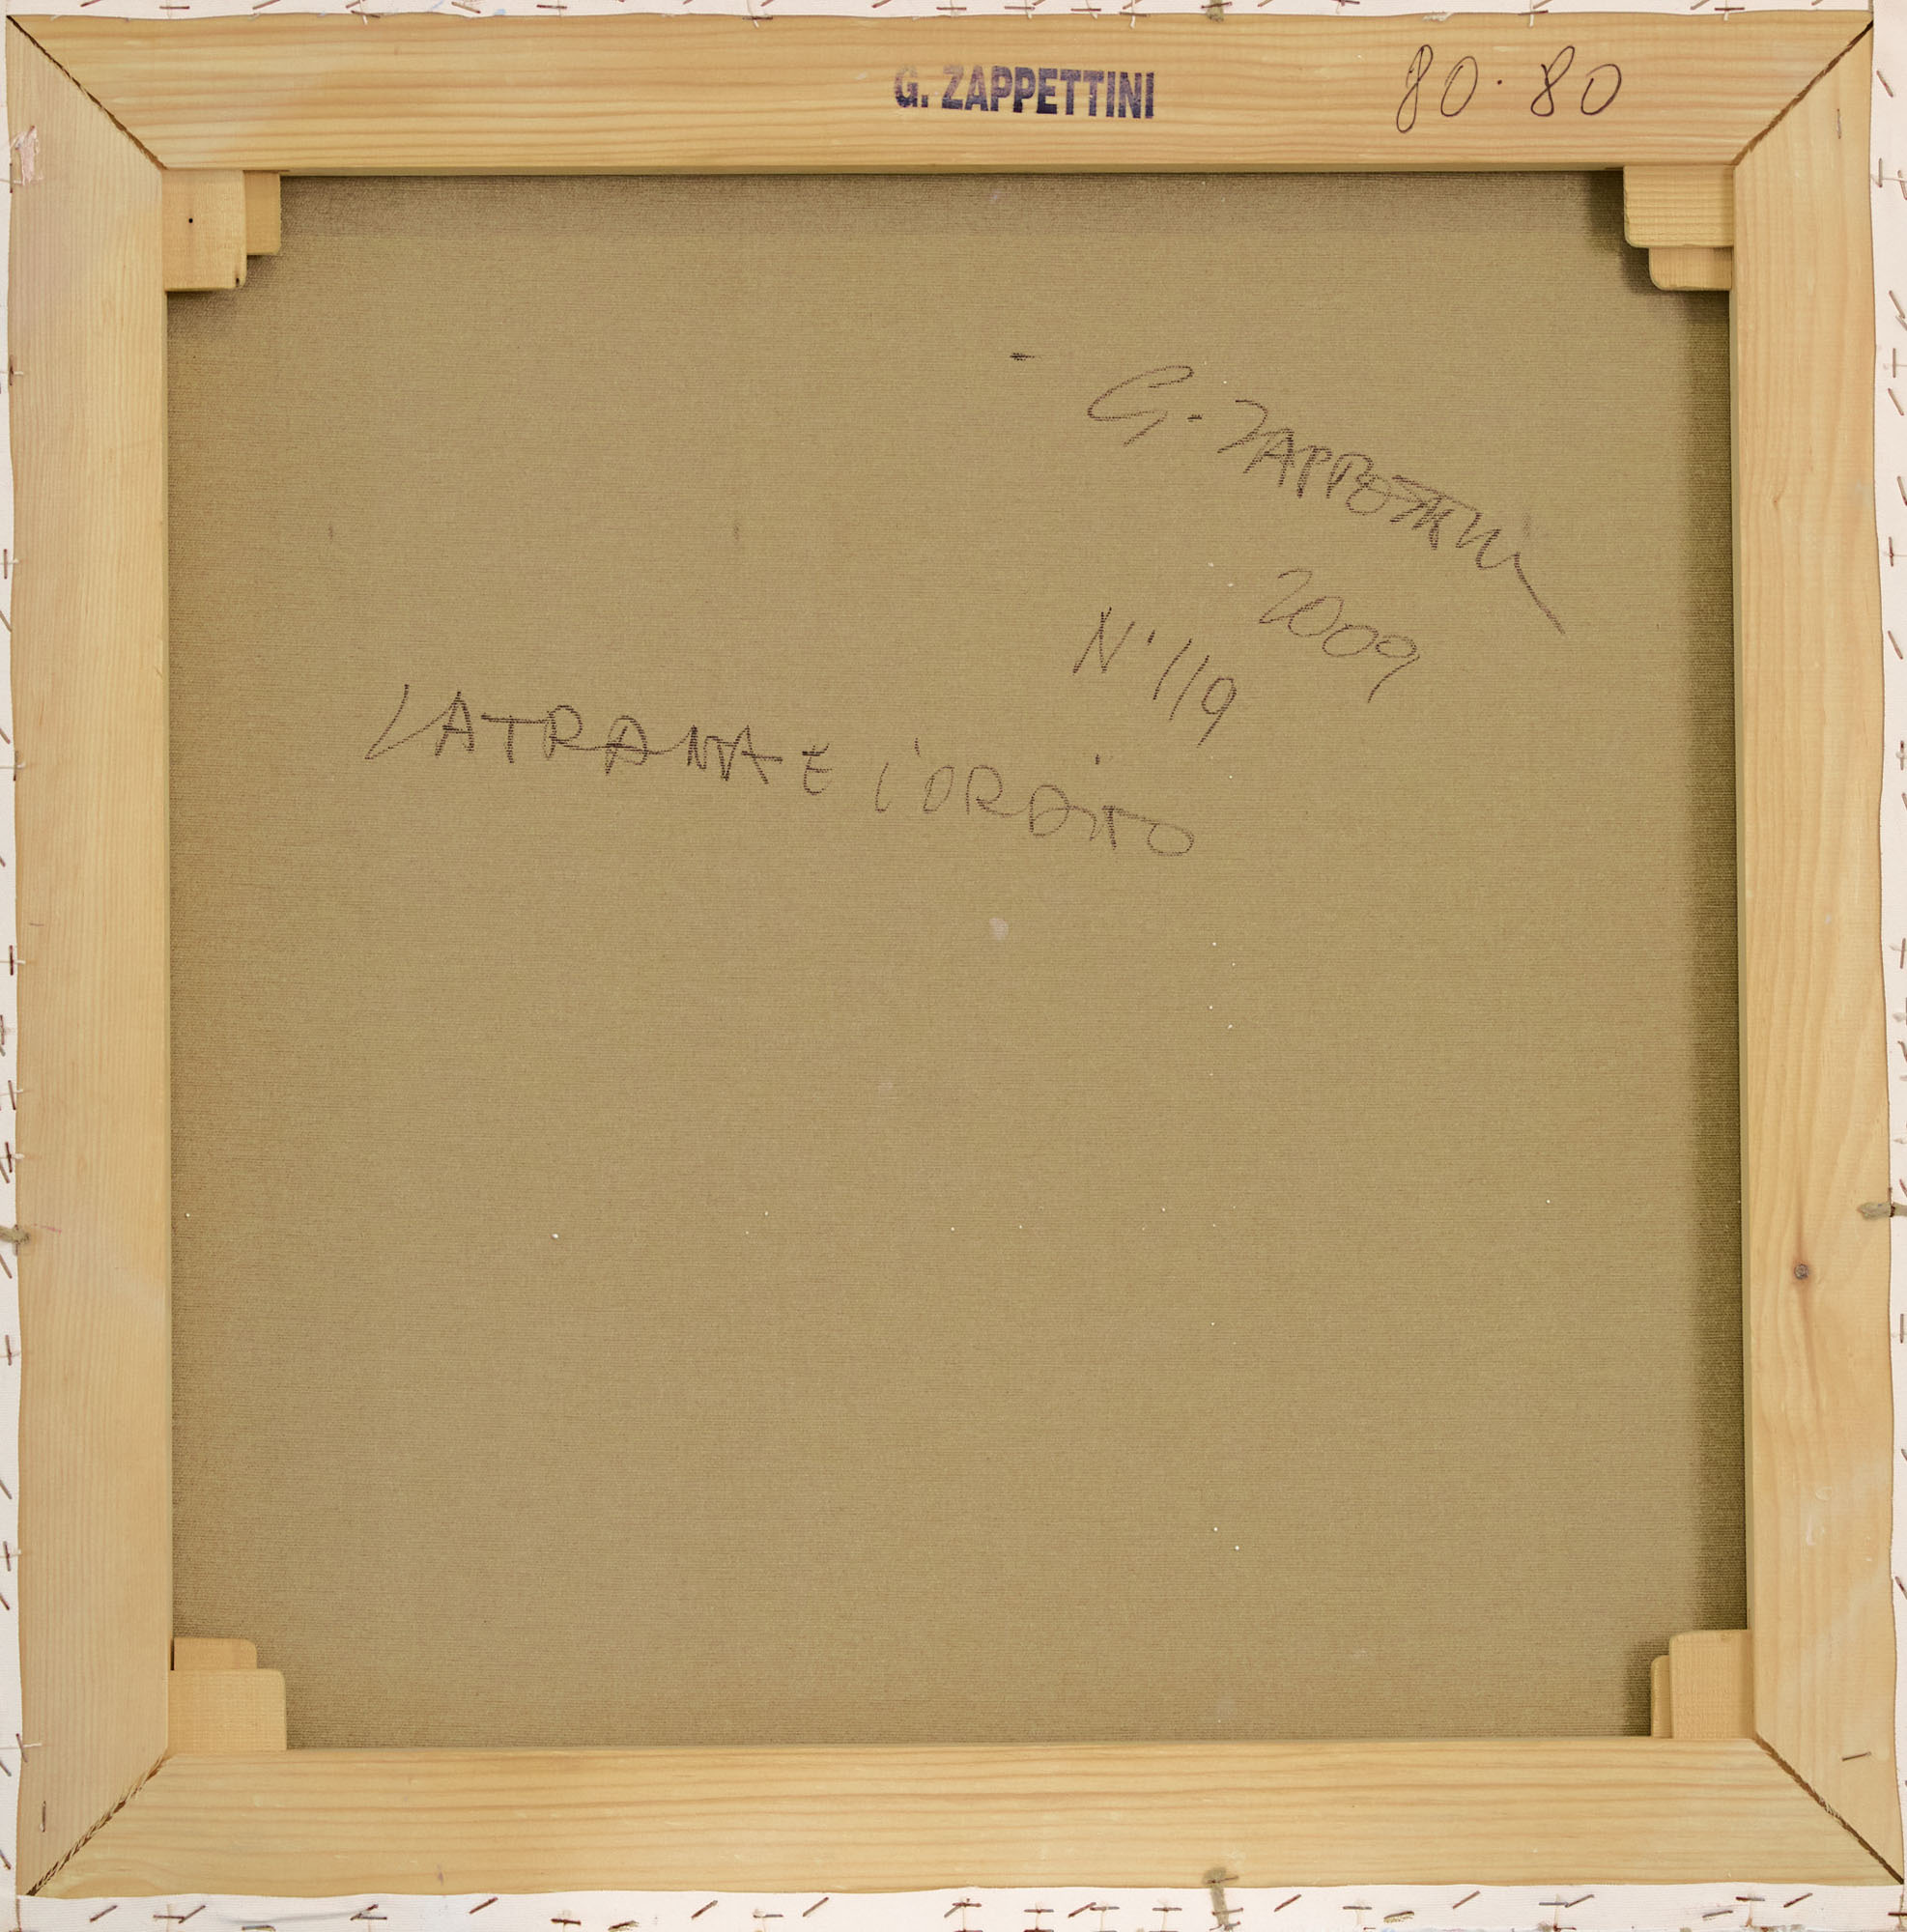 G. ZAPPETTINI 80·80
G. ZAPPETTINI
2009
N° 119
LA TRAMA E L'ORDITO